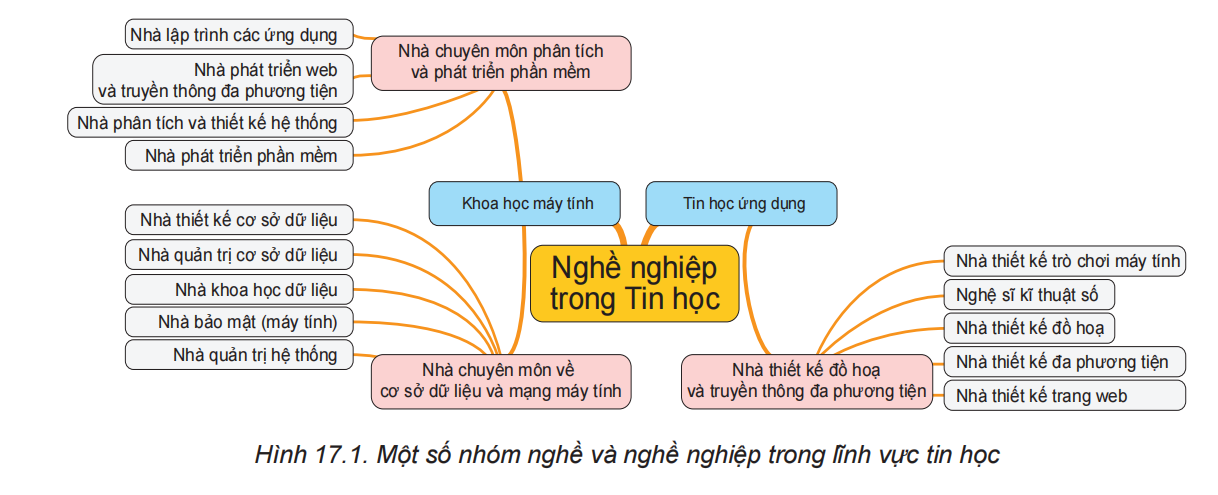 Nhà lập trình các ứng dụng
Nhà phát triển web
và truyền thông đa phương tiện
Nhà phân tích và thiết kế hệ thống
Nhà phát triển phần mềm
Nhà chuyên môn phân tích
và phát triển phần mềm
Khoa học máy tính
Tin học ứng dụng
Nghề nghiệp
trong Tin học
Nhà thiết kế cơ sở dữ liệu
Nhà quản trị cơ sở dữ liệu
Nhà khoa học dữ liệu
Nhà bảo mật (máy tính)
Nhà quản trị hệ thống
Nhà chuyên môn về
cơ sở dữ liệu và mạng máy tính
Nhà thiết kế đồ hoạ
và truyền thông đa phương tiện
Nhà thiết kế trò chơi máy tính
Nghệ sĩ kĩ thuật số
Nhà thiết kế đồ hoạ
Nhà thiết kế đa phương tiện
Nhà thiết kế trang web
Hình 17.1. Một số nhóm nghề và nghề nghiệp trong lĩnh vực tin học